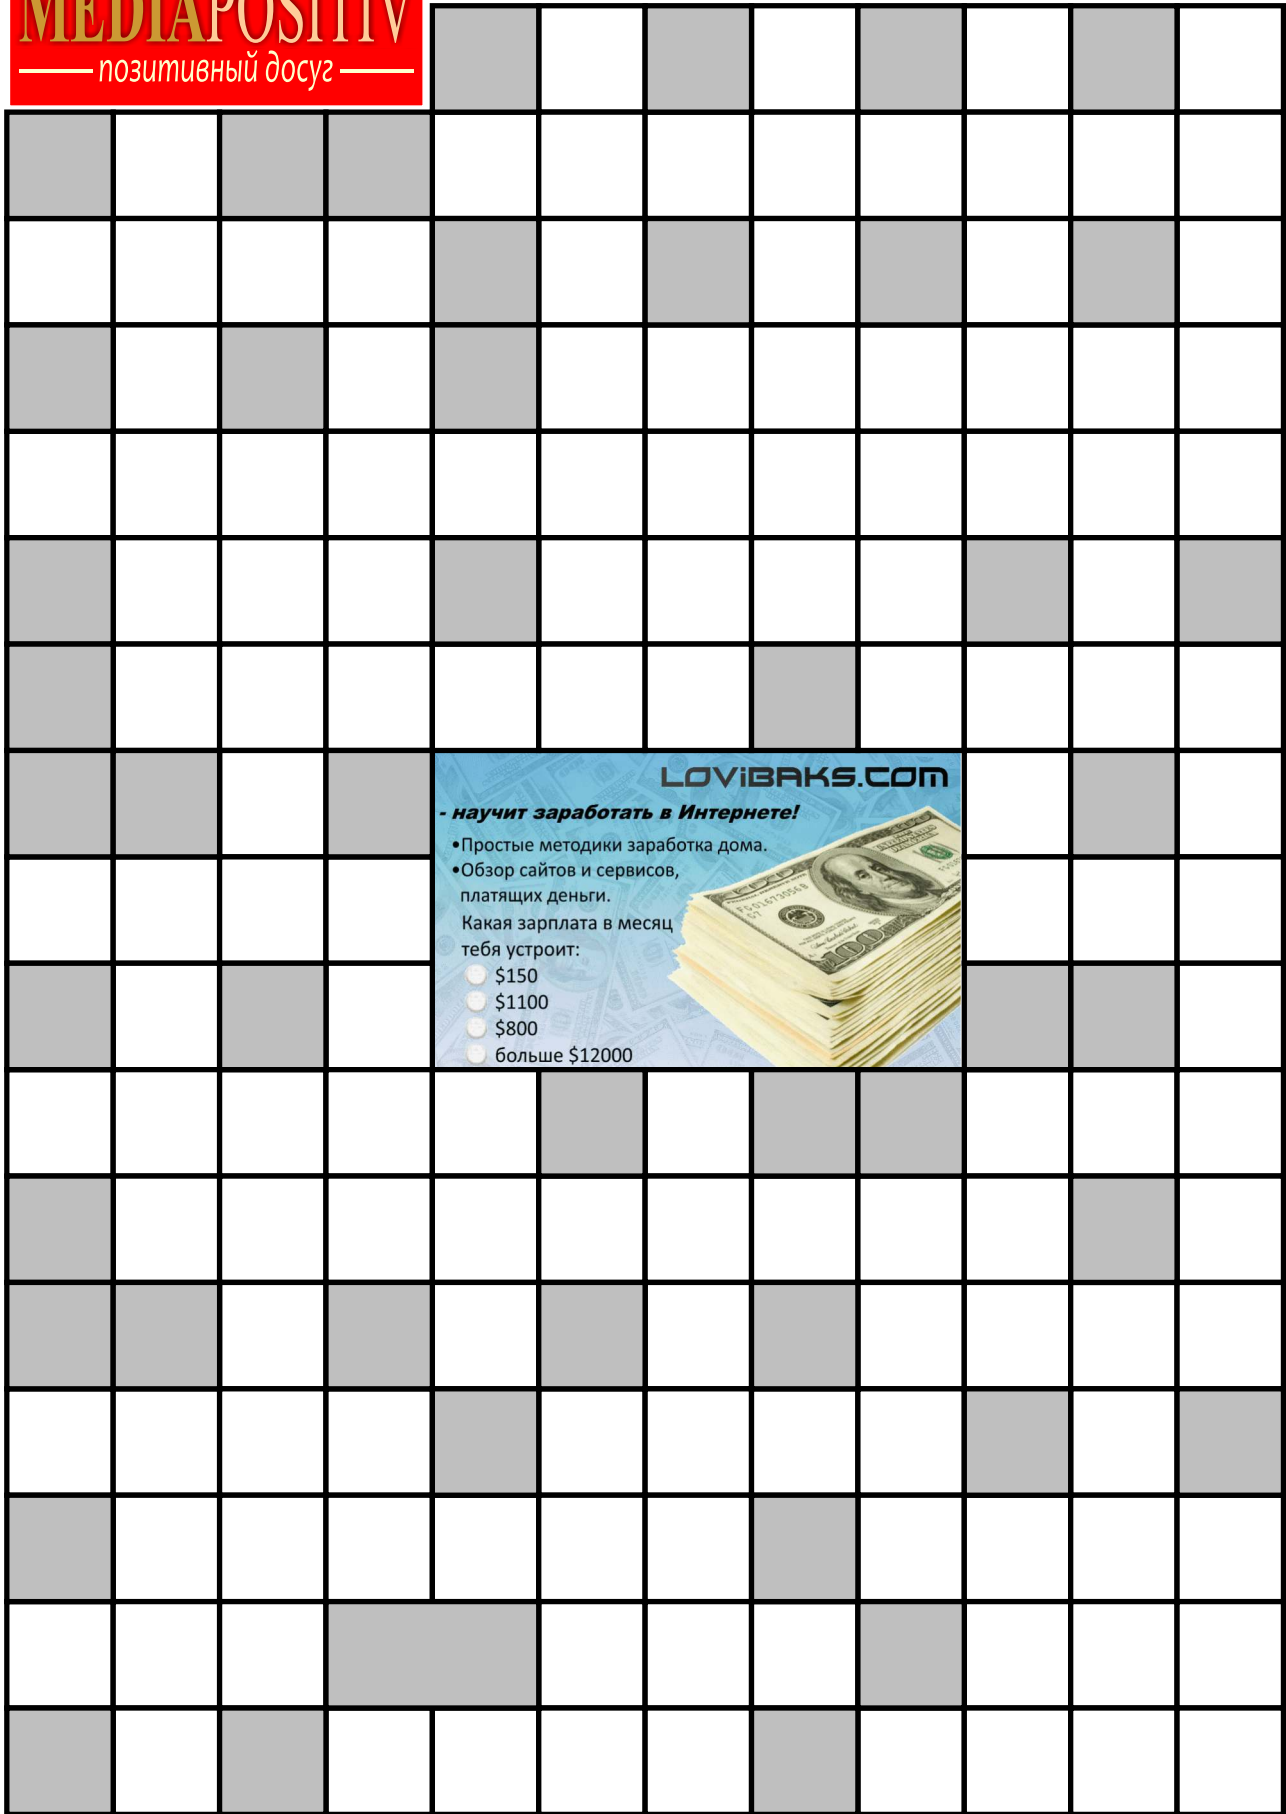 MEDIAPOSITIV
позитивный досуг
LOViBAKS.COM
- научит заработать в Интернете!
•Простые методики заработка дома.
•Обзор сайтов и сервисов,
платящих деньги.
Какая зарплата в месяц
тебя устроит:
$150
$1100
$800
больше $12000